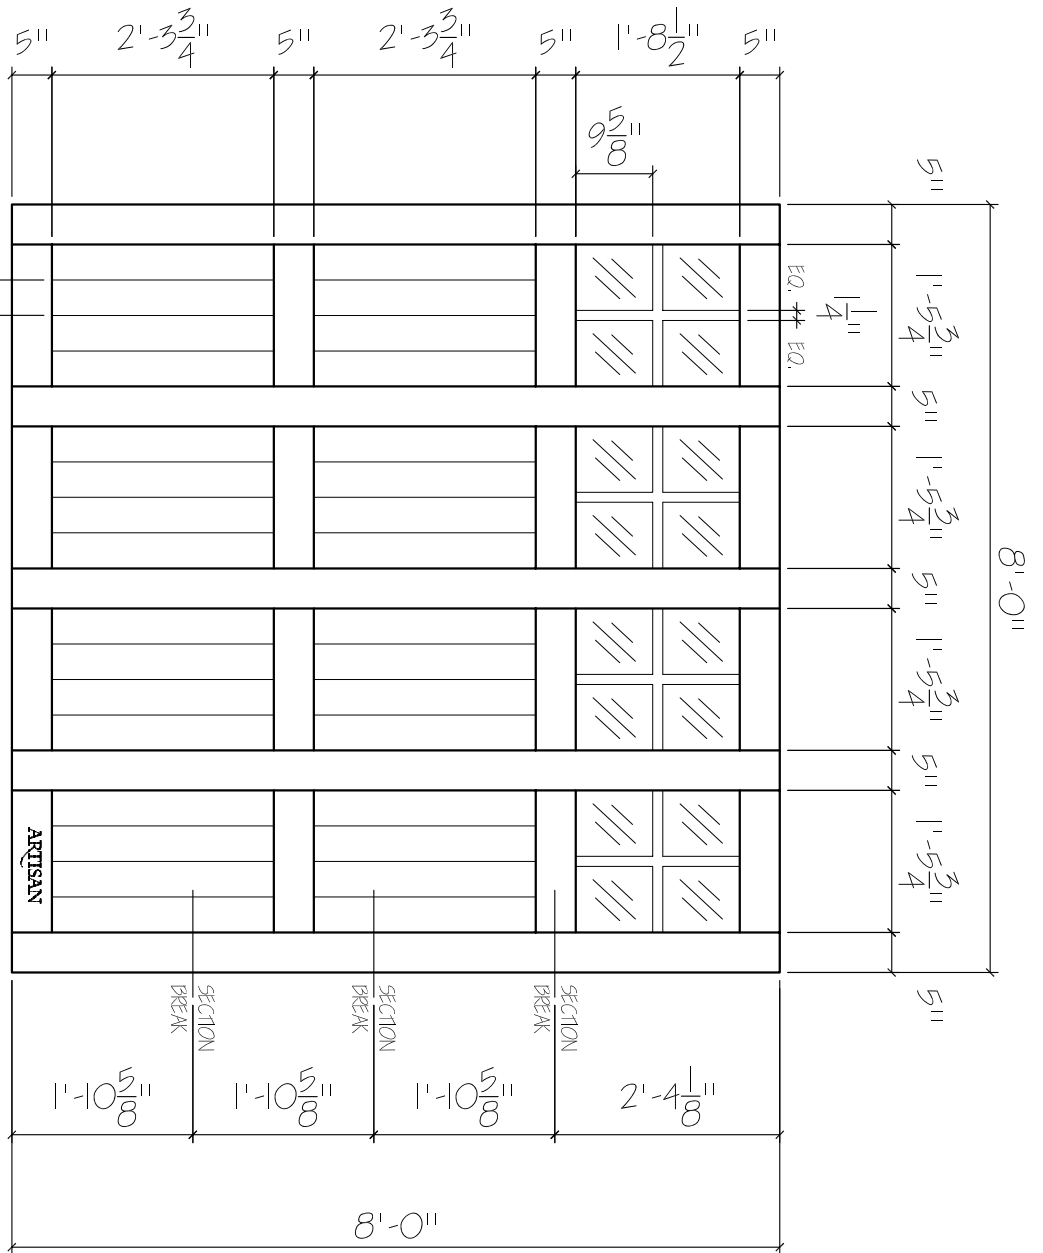 5"
2'-3 3/4"
5"
2'-3 3/4"
5"
1'-8 1/2"
5"
9 5/8"
5"
1'-5 3/4"
5"
1'-5 3/4"
5"
1'-5 3/4"
5"
1'-5 3/4"
5"
8'-0"
EQ.
1 1/4"
EQ.
ARTISAN
SECTION
BREAK
SECTION
BREAK
SECTION
BREAK
1'-10 5/8"
1'-10 5/8"
1'-10 5/8"
2'-4 1/8"
8'-0"